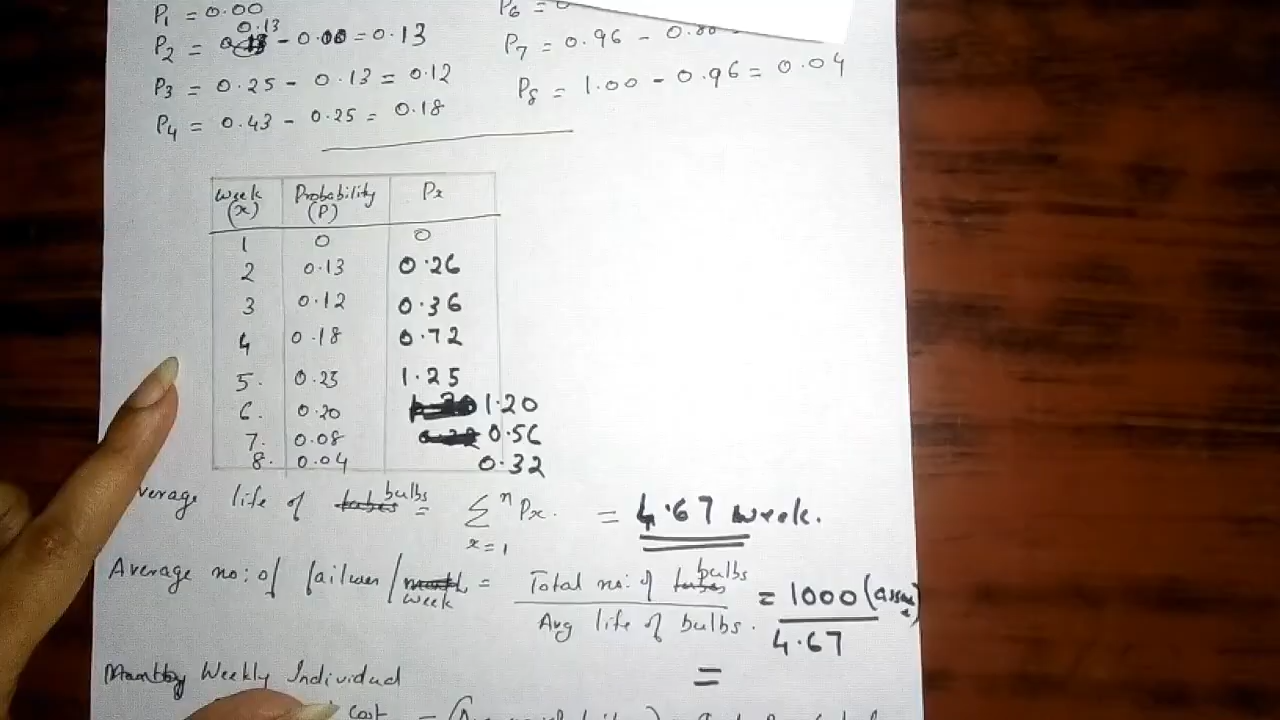 P1 = 0.00
P2 = 0.13 - 0.00 = 0.13
P3 = 0.25 - 0.13 = 0.12
P4 = 0.43 - 0.25 = 0.18
P6 =
P7 = 0.96 -
P8 = 1.00 - 0.96 = 0.04
Week (x) Probability (P) Px
1 0 0
2 0.13 0.26
3 0.12 0.36
4 0.18 0.72
5. 0.25 1.25
6. 0.20 1.20
7. 0.08 0.56
8. 0.04 0.32
verage life of bulbs = Σ n x=1 Px. = 4.67 week.
Average no: of failures/week = Total no: of bulbs / Avg life of bulbs. = 1000 / 4.67
Weekly Individual =
cost =